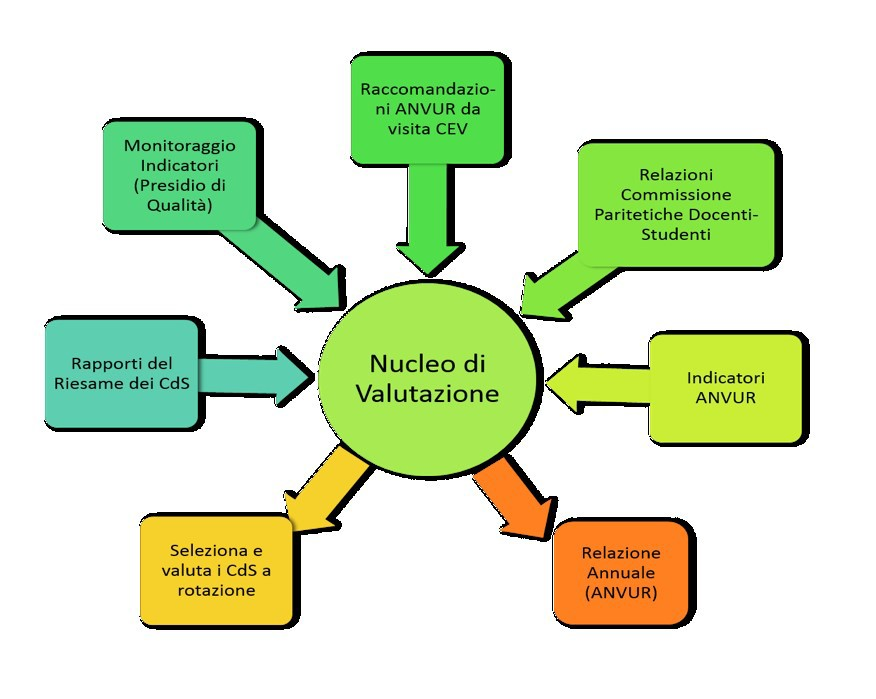 Raccomandazio-
ni ANVUR da
visita CEV
Monitoraggio
Indicatori
(Presidio di
Qualità)
Relazioni
Commissione
Paritetiche Docenti-
Studenti
Rapporti del
Riesame dei CdS
Nucleo di
Valutazione
Indicatori
ANVUR
Seleziona e
valuta i CdS a
rotazione
Relazione
Annuale
(ANVUR)